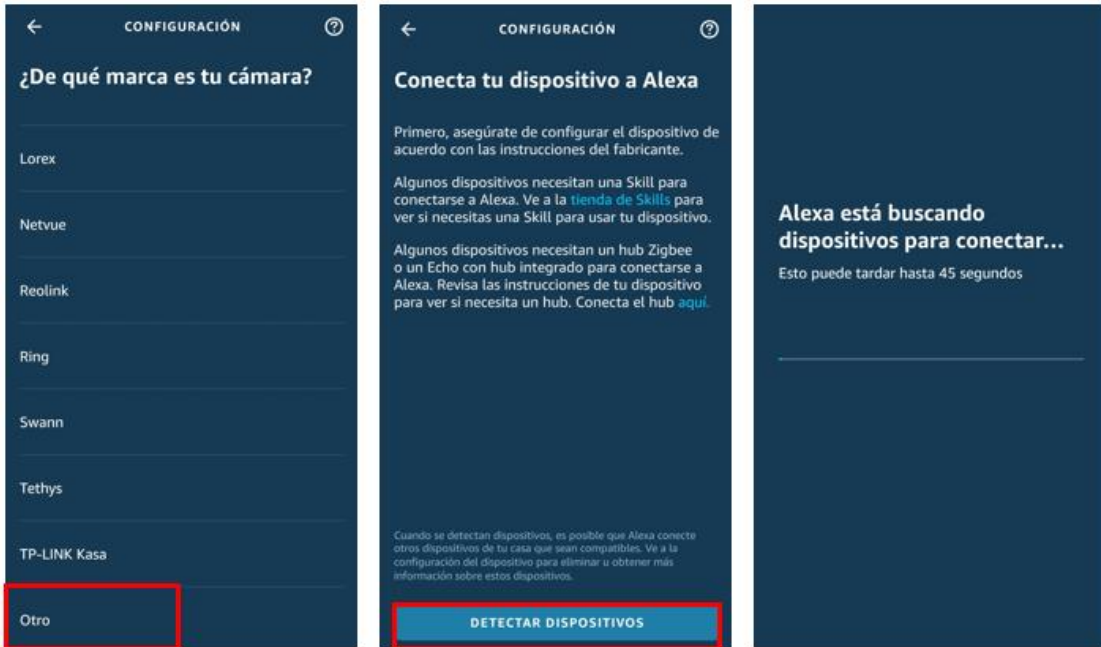 CONFIGURACIÓN
¿De qué marca es tu cámara?
Lorex
Netvue
Reolink
Ring
Swann
Tethys
TP-LINK Kasa
Otro
CONFIGURACIÓN
Conecta tu dispositivo a Alexa
Primero, asegúrate de configurar el dispositivo de
acuerdo con las instrucciones del fabricante.
Algunos dispositivos necesitan una Skill para
conectarse a Alexa. Ve a la tienda de Skills para
ver si necesitas una Skill para usar tu dispositivo.
Algunos dispositivos necesitan un hub Zigbee
o un Echo con hub integrado para conectarse a
Alexa. Revisa las instrucciones de tu dispositivo
para ver si necesita un hub. Conecta el hub aquí.
Cuando se detectan dispositivos, es posible que Alexa conecte
otros dispositivos de tu casa que sean compatibles. Ve a la
configuración del dispositivo para eliminar u obtener más
información sobre estos dispositivos.
DETECTAR DISPOSITIVOS
Alexa está buscando
dispositivos para conectar...
Esto puede tardar hasta 45 segundos